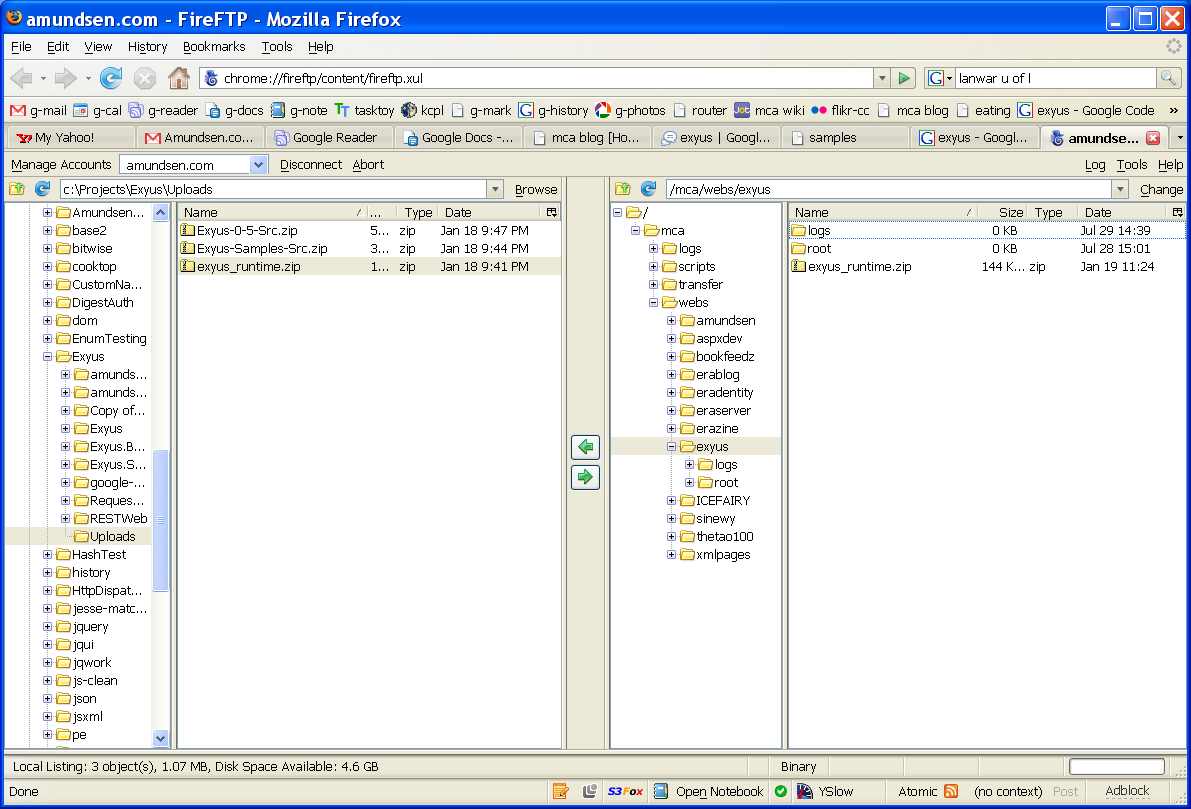 amundsen.com - FireFTP - Mozilla Firefox
File Edit View History Bookmarks Tools Help
chrome://fireftp/content/fireftp.xul
G lanwar u of l
g-mail g-cal g-reader g-docs g-note TT tasktoy kcpl g-mark G g-history g-photos router JOT mca wiki flikr-cc mca blog eating G exyus - Google Code »
My Yahoo! Amundsen.co... Google Reader Google Docs -... mca blog [Ho... exyus | Googl... samples G exyus - Googl... amundse...
Manage Accounts amundsen.com Disconnect Abort Log Tools Help
c:\Projects\Exyus\Uploads Browse /mca/webs/exyus Change
Amundsen...
base2
bitwise
cooktop
CustomNa...
DigestAuth
dom
EnumTesting
Exyus
amunds...
amunds...
Copy of...
Exyus
Exyus.B...
Exyus.S...
google-...
Reques...
RESTWeb
Uploads
HashTest
history
HttpDispat...
jesse-matc...
jquery
jqui
jqwork
js-clean
json
jsxml
pe
Name ... Type Date
Exyus-0-5-Src.zip 5... zip Jan 18 9:47 PM
Exyus-Samples-Src.zip 3... zip Jan 18 9:44 PM
exyus_runtime.zip 1... zip Jan 18 9:41 PM
/
mca
logs
scripts
transfer
webs
amundsen
aspxdev
bookfeedz
erablog
eradentity
eraserver
erazine
exyus
logs
root
ICEFAIRY
sinewy
thetao100
xmlpages
Name Size Type Date
logs 0 KB Jul 29 14:39
root 0 KB Jul 28 15:01
exyus_runtime.zip 144 K... zip Jan 19 11:24
Local Listing: 3 object(s), 1.07 MB, Disk Space Available: 4.6 GB Binary
Done S3Fox Open Notebook YSlow Atomic (no context) Post Adblock